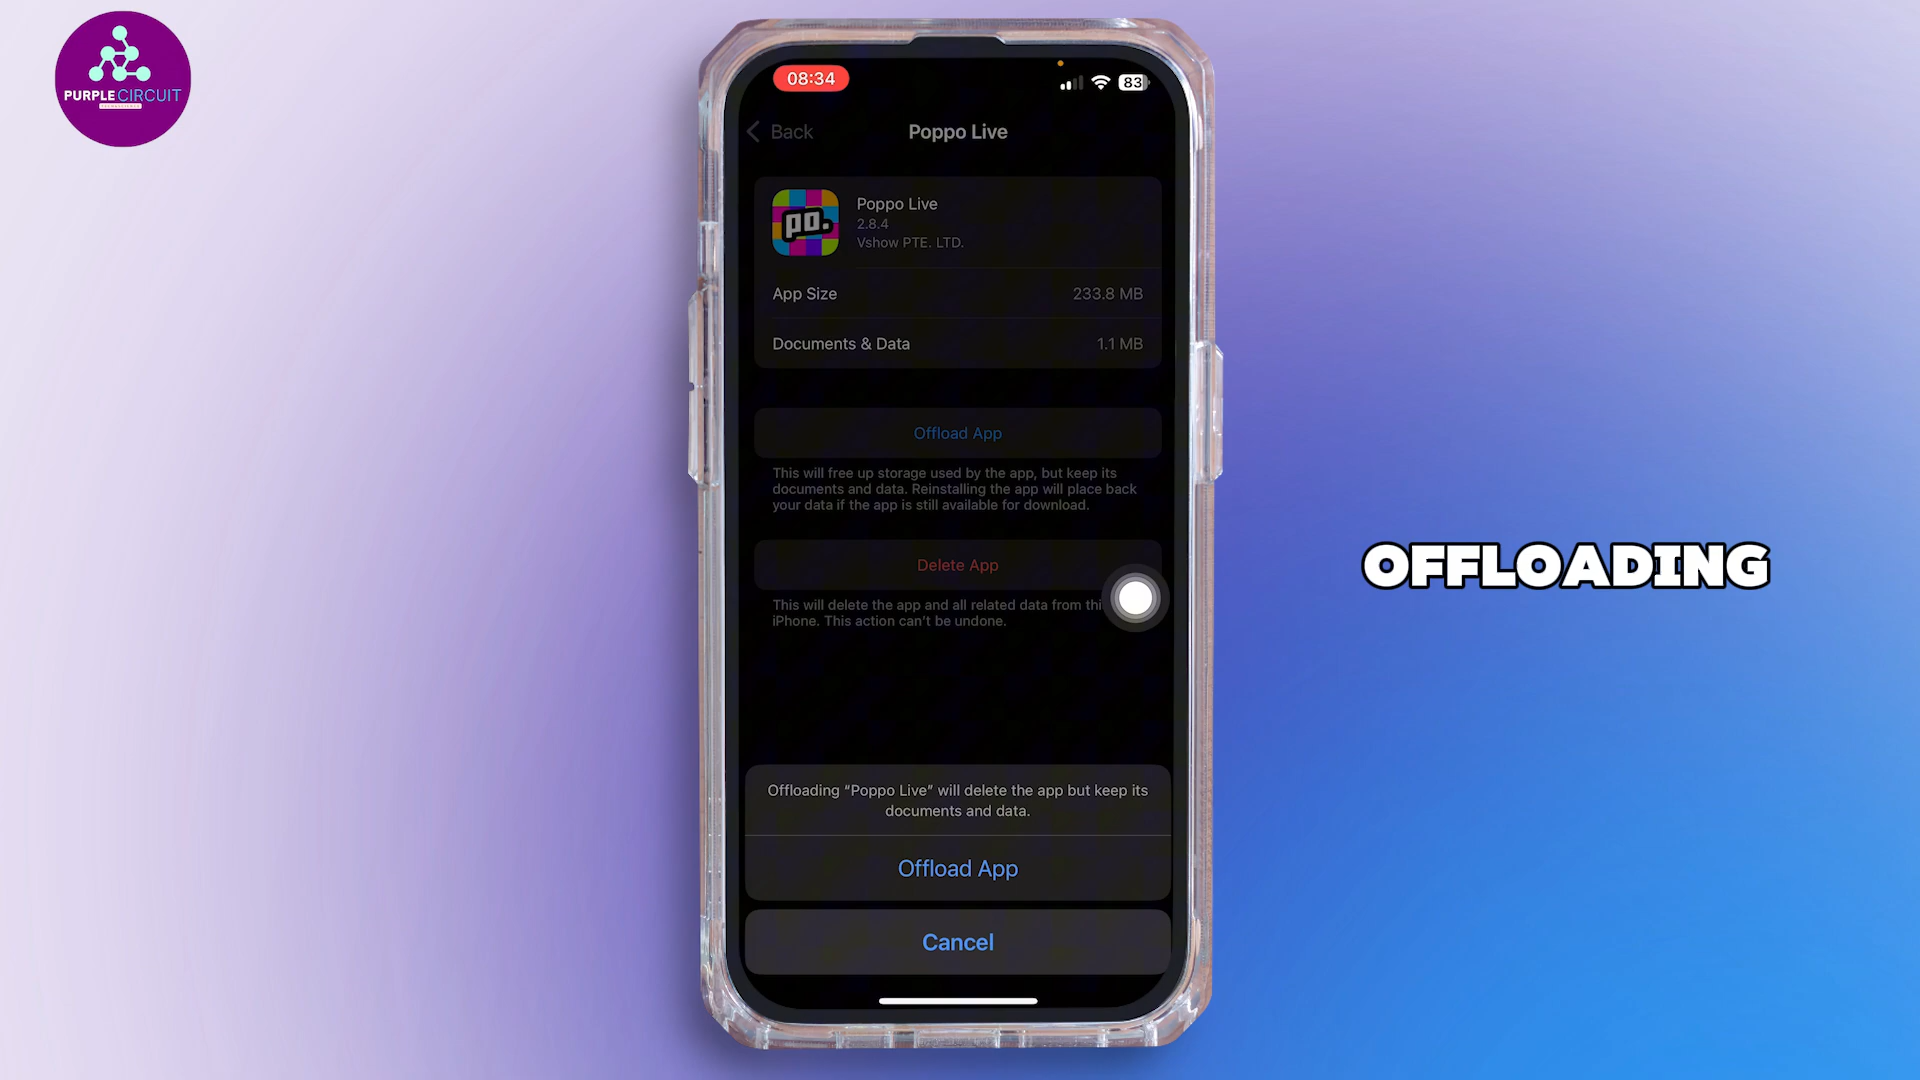 PURPLE CIRCUIT
08:34
83
Back
Poppo Live
po.
Poppo Live
2.8.4
Vshow PTE. LTD.
App Size
233.8 MB
Documents & Data
1.1 MB
Offload App
This will free up storage used by the app, but keep its
documents and data. Reinstalling the app will place back
your data if the app is still available for download.
OFFLOADING
Delete App
This will delete the app and all related data from thi
iPhone. This action can't be undone.
Offloading “Poppo Live” will delete the app but keep its
documents and data.
Offload App
Cancel